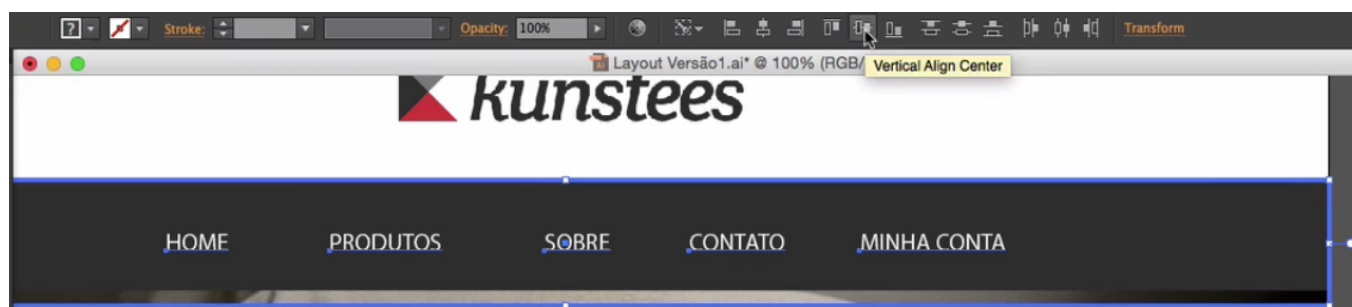 ? Stroke: Opacity: 100% Transform
Layout Versão1.ai* @ 100% (RGB/
Vertical Align Center
kunstees
HOME PRODUTOS SOBRE CONTATO MINHA CONTA